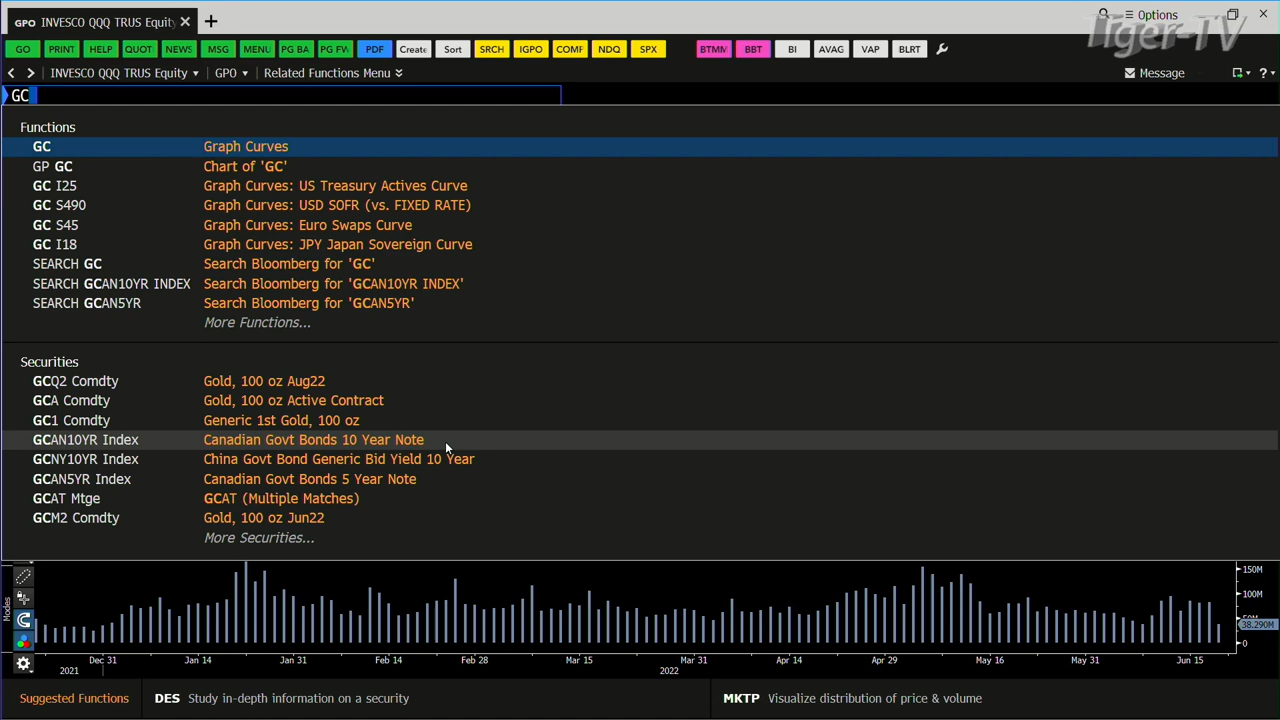 GPO INVESCO QQQ TRUS Equity
Options
Tiger-TV
GO PRINT HELP QUOT NEWS MSG MENU PG BA PG FW PDF Create Sort SRCH IGPO COMF NDQ SPX BTMM BBT BI AVAG VAP BLRT
INVESCO QQQ TRUS Equity GPO Related Functions Menu Message ?
GC
Functions
GC Graph Curves
GP GC Chart of 'GC'
GC I25 Graph Curves: US Treasury Actives Curve
GC S490 Graph Curves: USD SOFR (vs. FIXED RATE)
GC S45 Graph Curves: Euro Swaps Curve
GC I18 Graph Curves: JPY Japan Sovereign Curve
SEARCH GC Search Bloomberg for 'GC'
SEARCH GCAN10YR INDEX Search Bloomberg for 'GCAN10YR INDEX'
SEARCH GCAN5YR Search Bloomberg for 'GCAN5YR'
More Functions...
Securities
GCQ2 Comdty Gold, 100 oz Aug22
GCA Comdty Gold, 100 oz Active Contract
GC1 Comdty Generic 1st Gold, 100 oz
GCAN10YR Index Canadian Govt Bonds 10 Year Note
GCNY10YR Index China Govt Bond Generic Bid Yield 10 Year
GCAN5YR Index Canadian Govt Bonds 5 Year Note
GCAT Mtge GCAT (Multiple Matches)
GCM2 Comdty Gold, 100 oz Jun22
More Securities...
150M
100M
38.290M
0
Modes
Dec 31 Jan 14 Jan 31 Feb 14 Feb 28 Mar 15 Mar 31 Apr 14 Apr 29 May 16 May 31 Jun 15
2021 2022
Suggested Functions DES Study in-depth information on a security MKTP Visualize distribution of price & volume